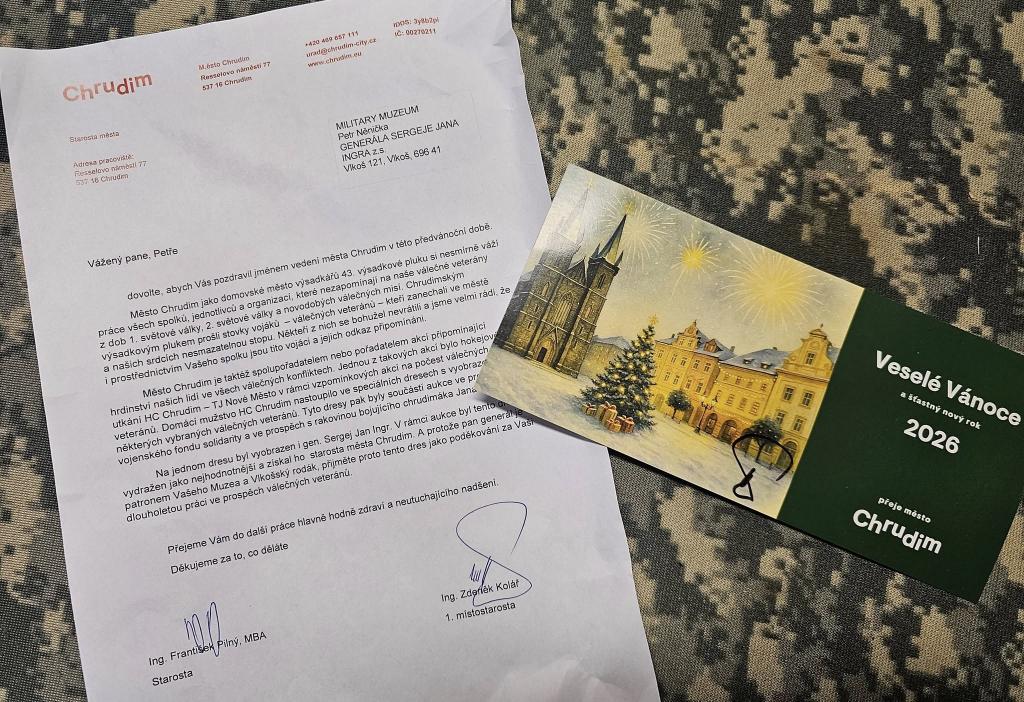 Chrudim
Město Chrudim
Resselovo náměstí 77
537 16 Chrudim
+420 469 657 111
urad@chrudim-city.cz
www.chrudim.eu
IDDS: 3y8b2pi
IČ: 00270211
Starosta města
Adresa pracoviště:
Resselovo náměstí 77
537 16 Chrudim
MILITARY MUZEUM
Petr Něnička
GENERÁLA SERGEJE JANA
INGRA z.s.
Vlkoš 121, Vlkoš, 696 41
Vážený pane, Petře
dovolte, abych Vás pozdravil jménem vedení města Chrudim v této předvánoční době.
Město Chrudim jako domovské město výsadkářů 43. výsadkové pluku si nesmírně váží
práce všech spolků, jednotlivců a organizací, které nezapomínají na naše válečné veterány
z dob 1. světové války, 2. světové války a novodobých válečných misí. Chrudimským
výsadkovým plukem prošli stovky vojáků – válečných veteránů – kteří zanechali ve městě
a našich srdcích nesmazatelnou stopu. Někteří z nich se bohužel nevrátili a jsme velmi rádi, že
i prostřednictvím Vašeho spolku jsou tito vojáci a jejich odkaz připomínáni.
Město Chrudim je taktéž spolupořadatelem nebo pořadatelem akcí připomínající
hrdinství našich lidí ve všech válečných konfliktech. Jednou z takových akcí bylo hokejové
utkání HC Chrudim – TJ Nové Město v rámci vzpomínkových akcí na počest válečných
veteránů. Domácí mužstvo HC Chrudim nastoupilo ve speciálních dresech s vyobraz
některých vybraných válečných veteránů. Tyto dresy pak byly součástí aukce ve pro
vojenského fondu solidarity a ve prospěch s rakovinou bojujícího chrudimáka Jana
Na jednom dresu byl vyobrazen i gen. Sergej Jan Ingr. V rámci aukce byl tento
vydražen jako nejhodnotnější a získal ho starosta města Chrudim. A protože pan generál je
patronem Vašeho Muzea a Vlkošský rodák, přijměte proto tento dres jako poděkování za Vaši
dlouholetou práci ve prospěch válečných veteránů.
Přejeme Vám do další práce hlavně hodně zdraví a neutuchajícího nadšení.
Děkujeme za to, co děláte
Ing. František Pilný, MBA
Starosta
Ing. Zdeněk Kolář
1. místostarosta
Veselé Vánoce
a šťastný nový rok
2026
přeje město
Chrudim